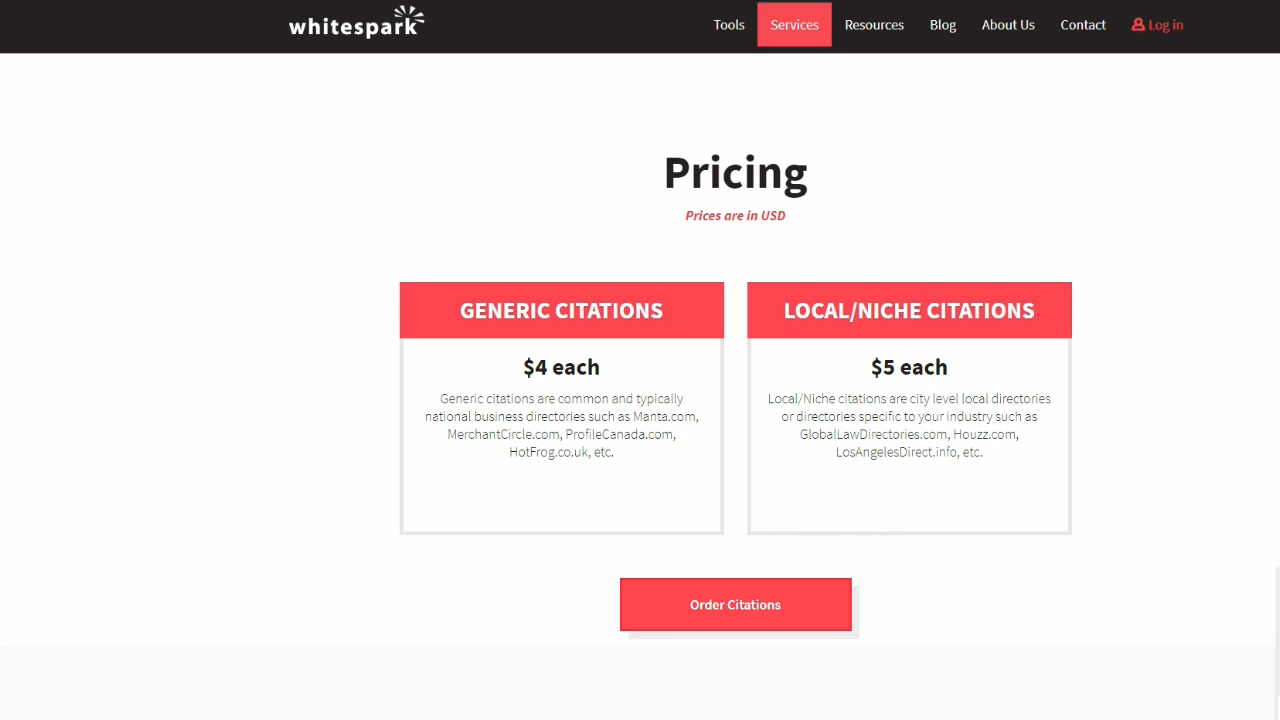 whitespark
Tools Services Resources Blog About Us Contact Log in
Pricing
Prices are in USD
GENERIC CITATIONS
$4 each
Generic citations are common and typically
national business directories such as Manta.com,
MerchantCircle.com, ProfileCanada.com,
HotFrog.co.uk, etc.
LOCAL/NICHE CITATIONS
$5 each
Local/Niche citations are city level local directories
or directories specific to your industry such as
GlobalLawDirectories.com, Houzz.com,
LosAngelesDirect.info, etc.
Order Citations